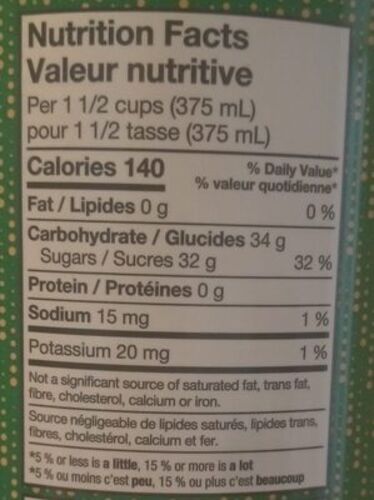 Nutrition Facts
Valeur nutritive
Per 1 1/2 cups (375 mL)
pour 1 1/2 tasse (375 mL)
Calories 140
% Daily Value*
% valeur quotidienne*
Fat / Lipides 0 g 0 %
Carbohydrate / Glucides 34 g
Sugars / Sucres 32 g 32 %
Protein / Protéines 0 g
Sodium 15 mg 1 %
Potassium 20 mg 1 %
Not a significant source of saturated fat, trans fat,
fibre, cholesterol, calcium or iron.
Source négligeable de lipides saturés, lipides trans,
fibres, cholestérol, calcium et fer.
*5 % or less is a little, 15 % or more is a lot
*5 % ou moins c'est peu, 15 % ou plus c'est beaucoup